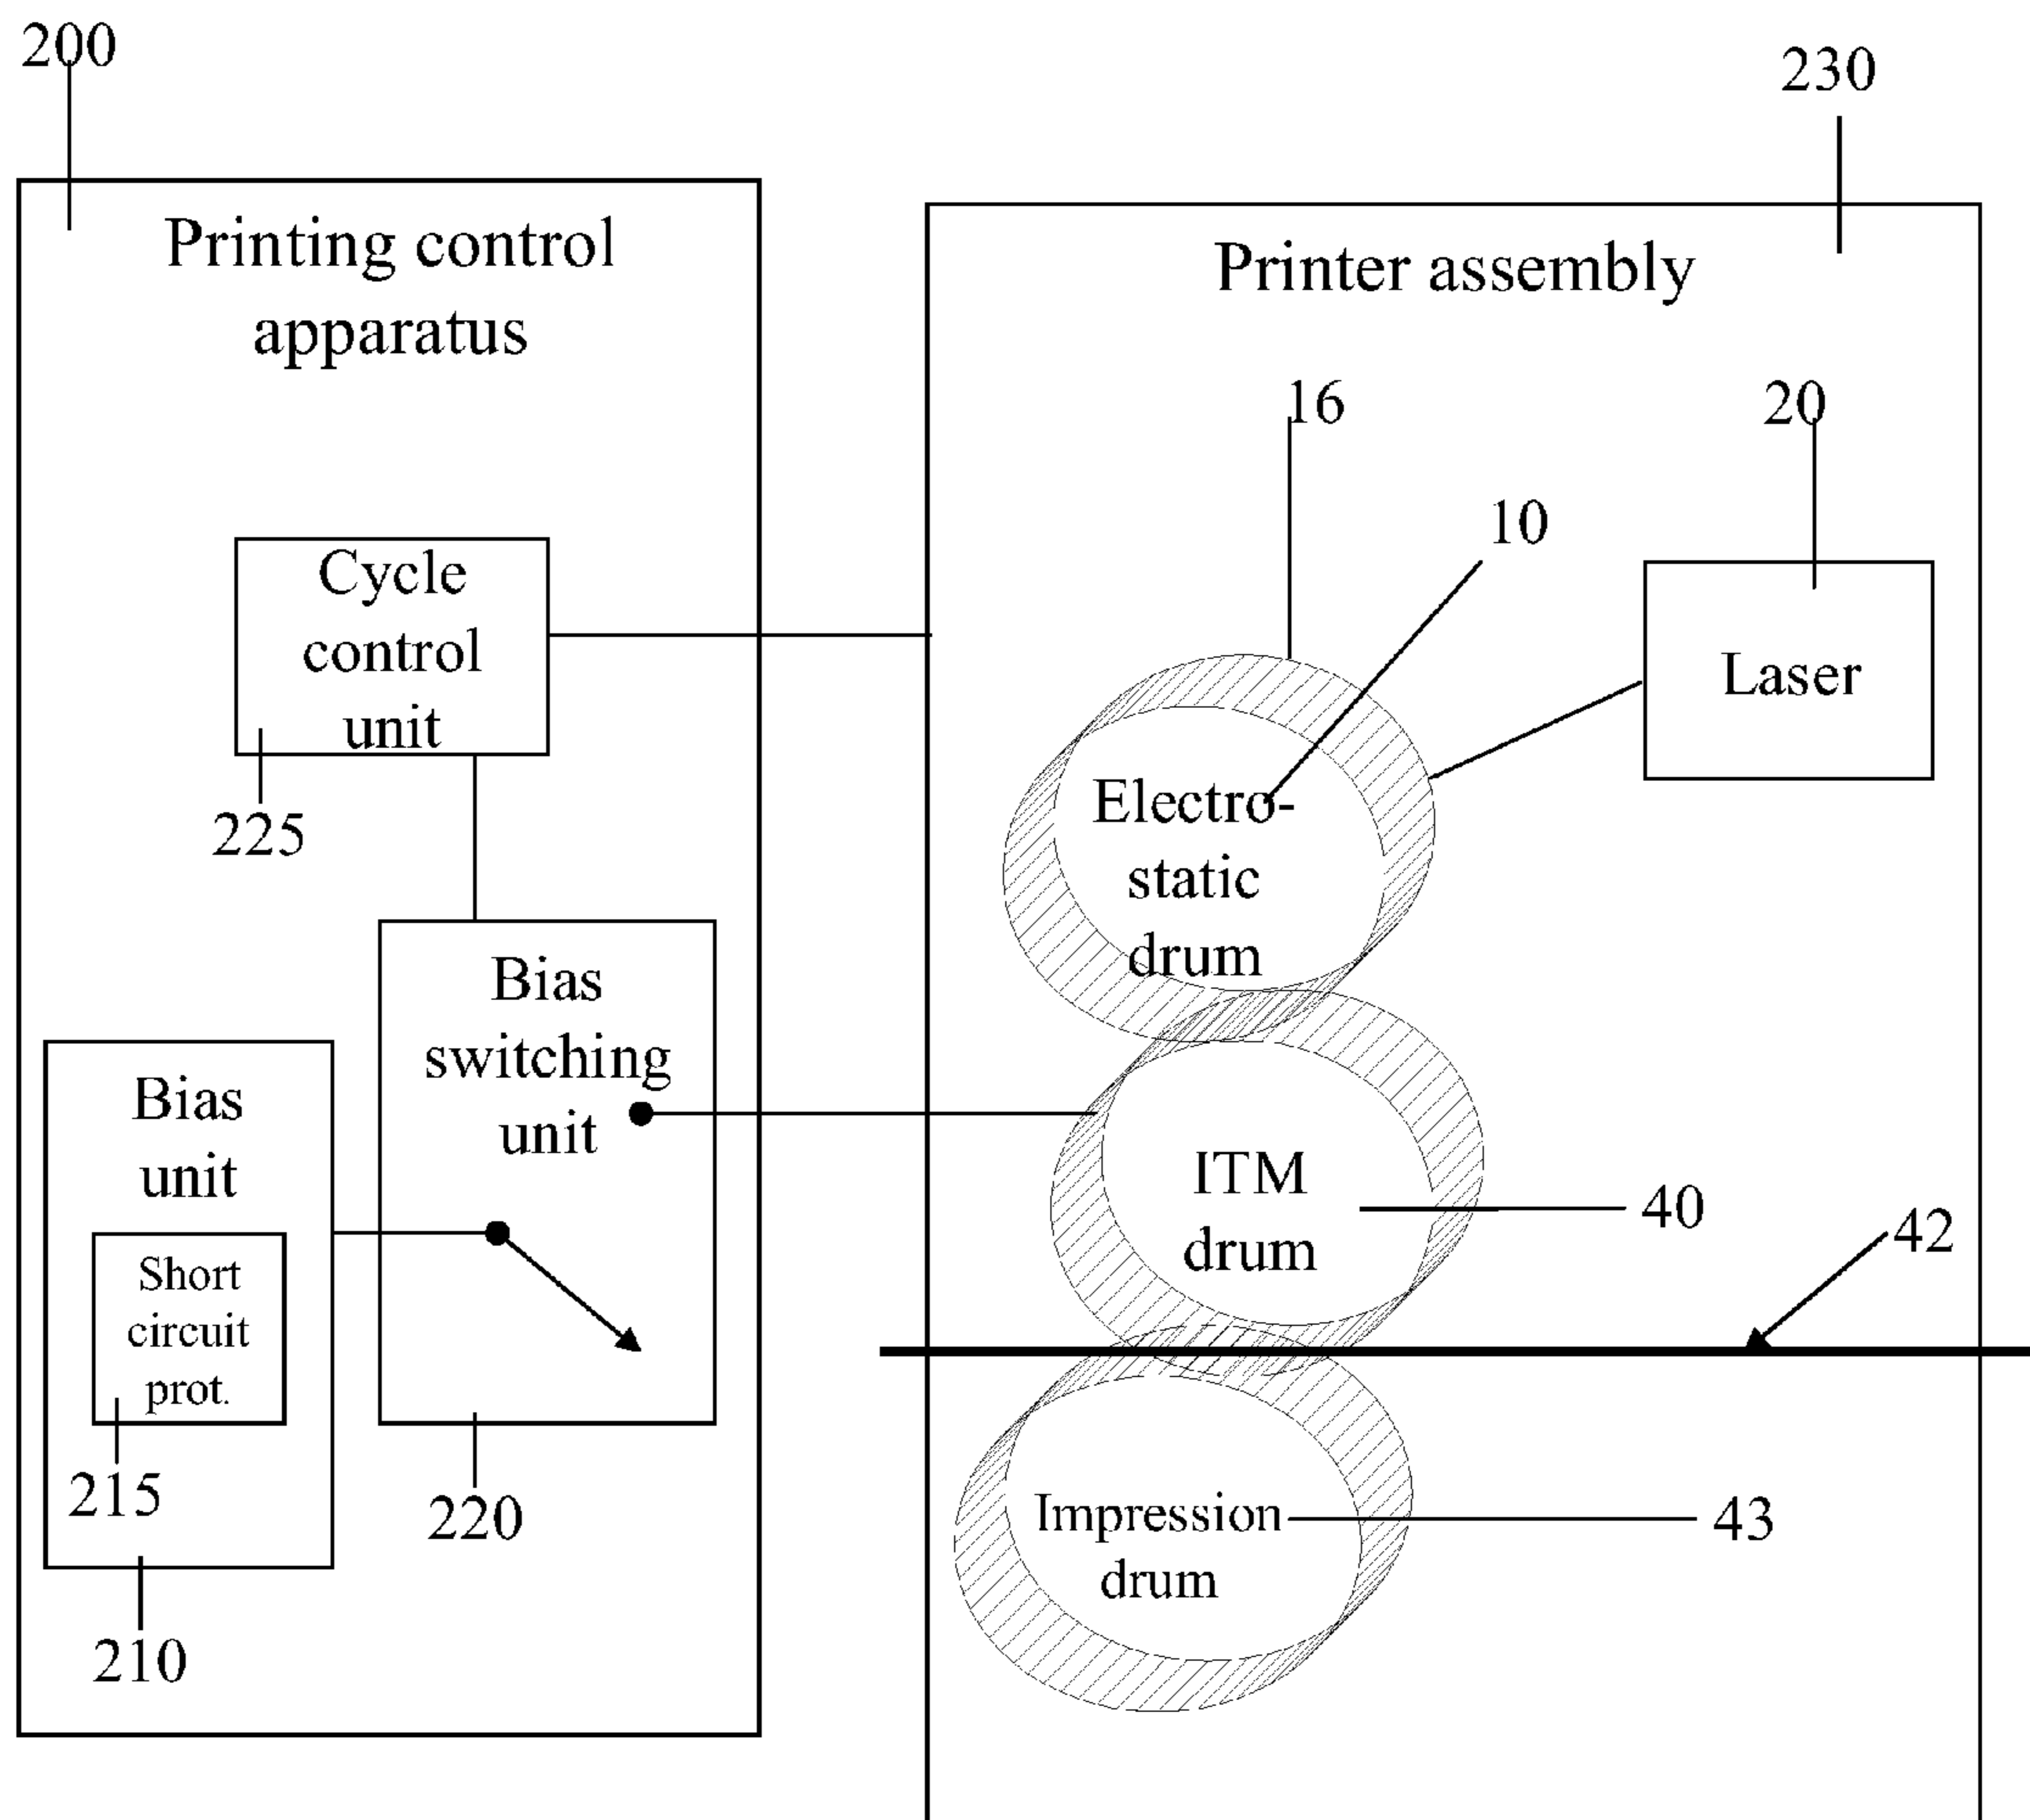 200
230
Printing control
apparatus
Printer assembly
16
20
10
Cycle
control
unit
Laser
225
Electro-
static
drum
Bias
switching
unit
Bias
unit
ITM
drum
40
42
Short
circuit
prot.
215
220
Impression
drum
43
210